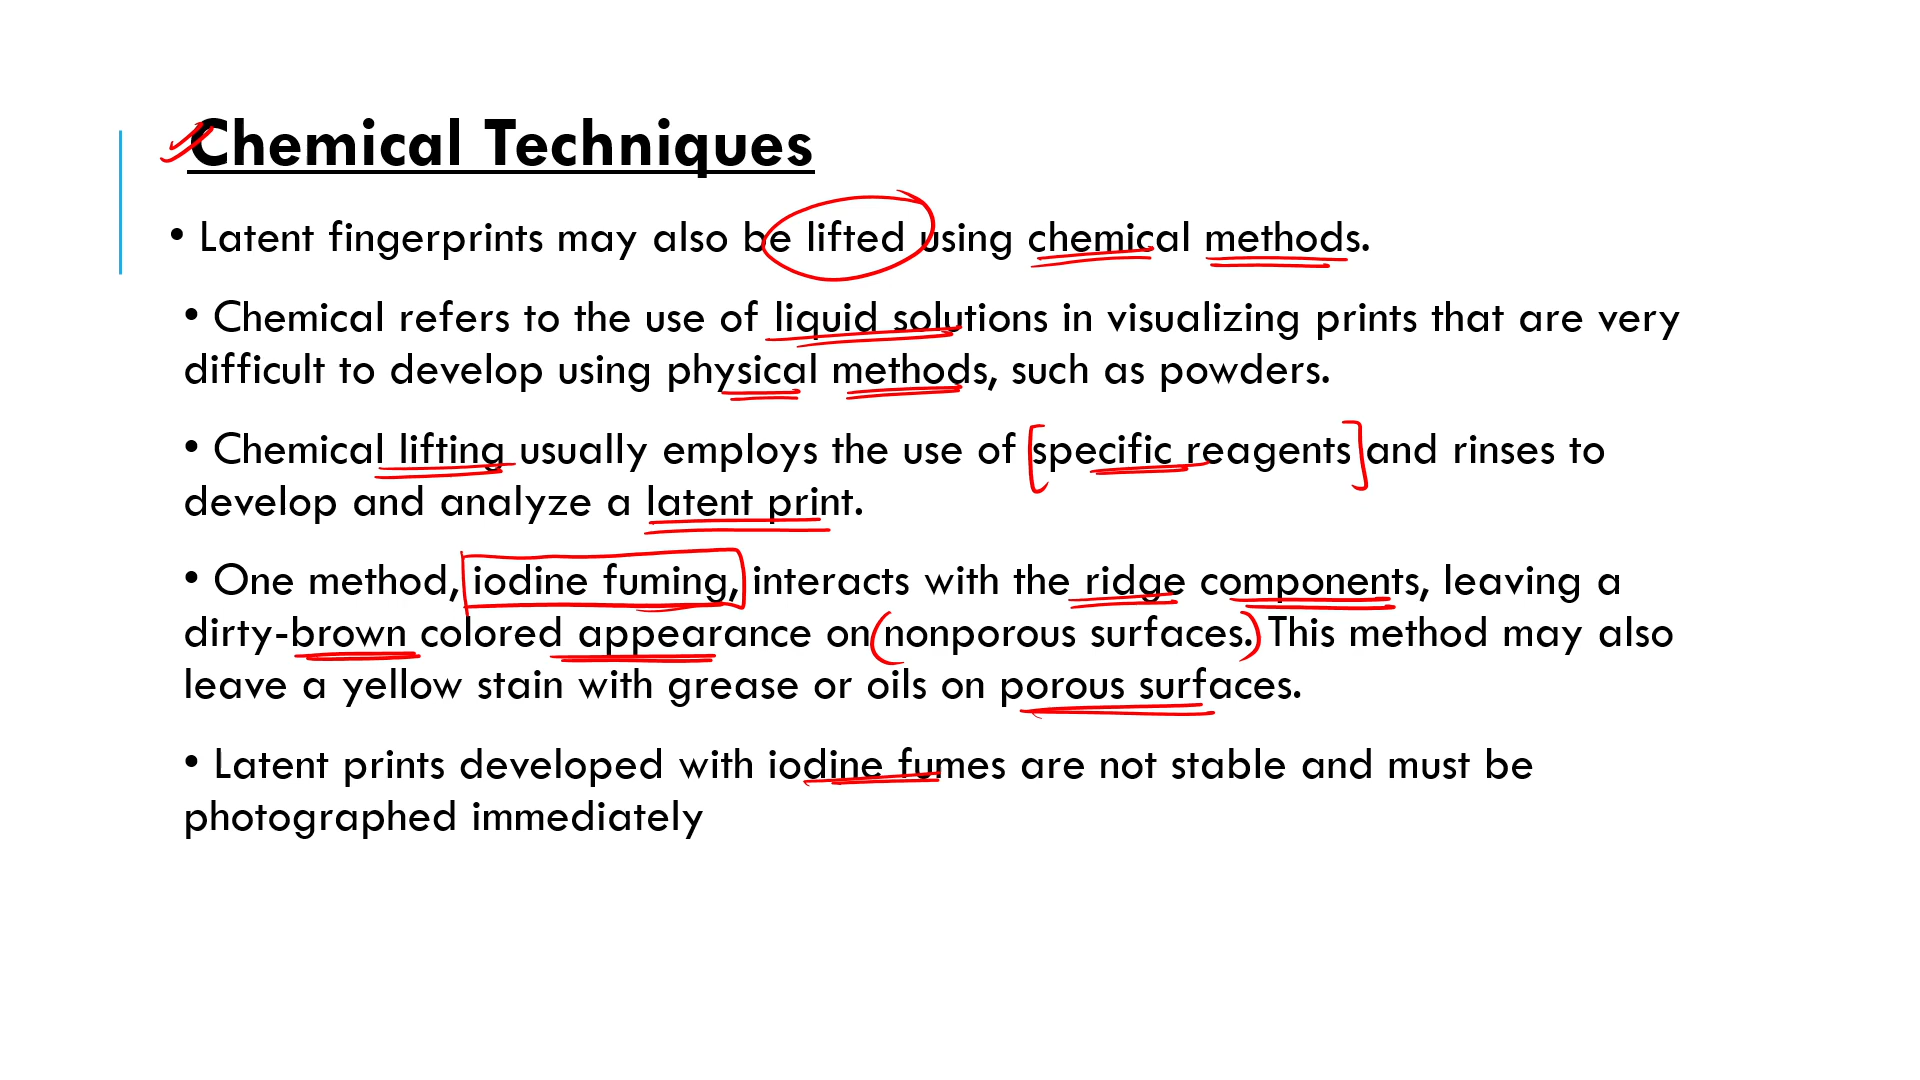 Chemical Techniques
• Latent fingerprints may also be lifted using chemical methods.
• Chemical refers to the use of liquid solutions in visualizing prints that are very
difficult to develop using physical methods, such as powders.
• Chemical lifting usually employs the use of specific reagents and rinses to
develop and analyze a latent print.
• One method, iodine fuming, interacts with the ridge components, leaving a
dirty-brown colored appearance on nonporous surfaces. This method may also
leave a yellow stain with grease or oils on porous surfaces.
• Latent prints developed with iodine fumes are not stable and must be
photographed immediately